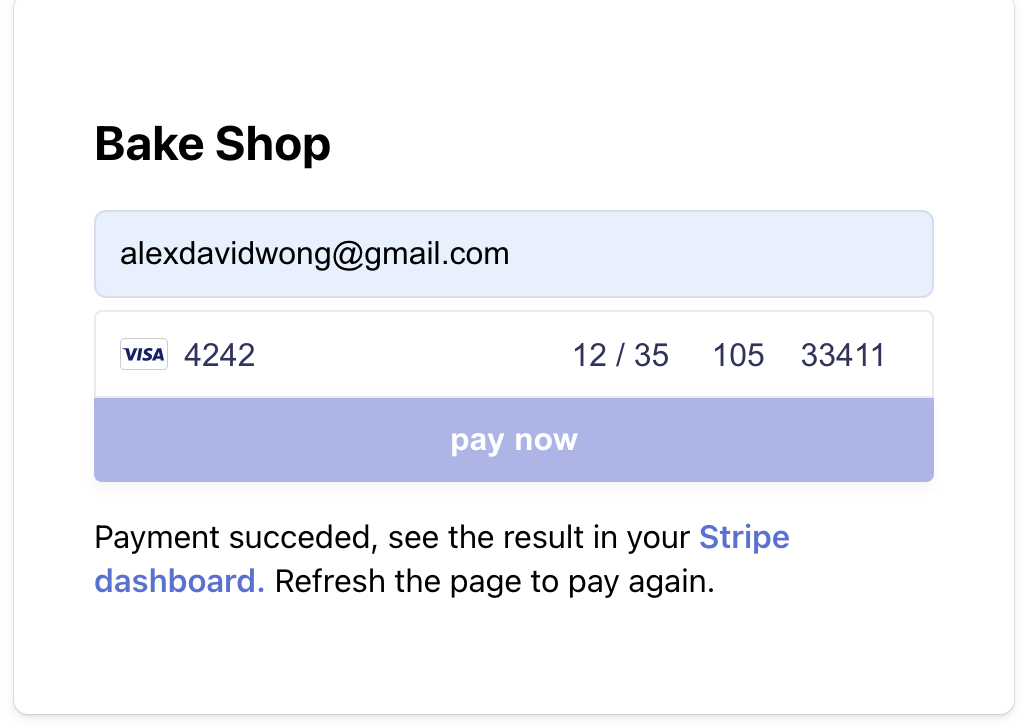 Bake Shop
alexdavidwong@gmail.com
VISA 4242 12 / 35 105 33411
pay now
Payment succeded, see the result in your Stripe
dashboard. Refresh the page to pay again.